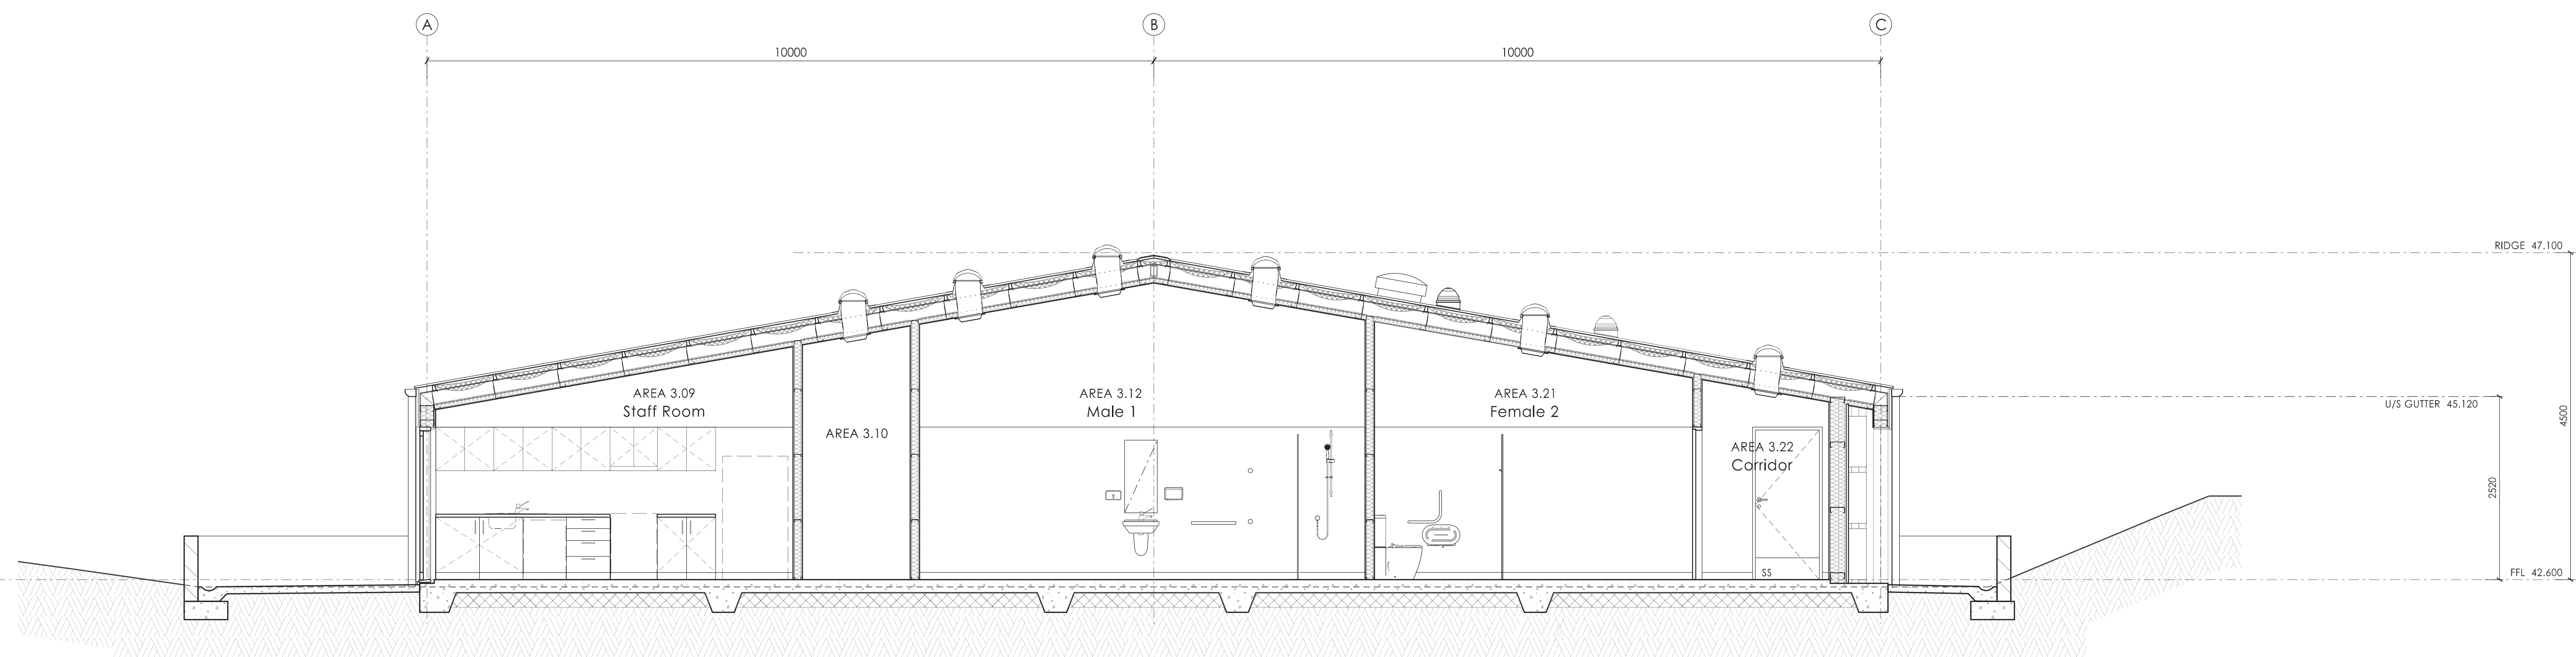 A
B
C
10000
10000
RIDGE 47.100
AREA 3.09
Staff Room
AREA 3.12
Male 1
AREA 3.21
Female 2
U/S GUTTER 45.120
4500
AREA 3.10
AREA 3.22
Corridor
2520
SS
FFL 42.600